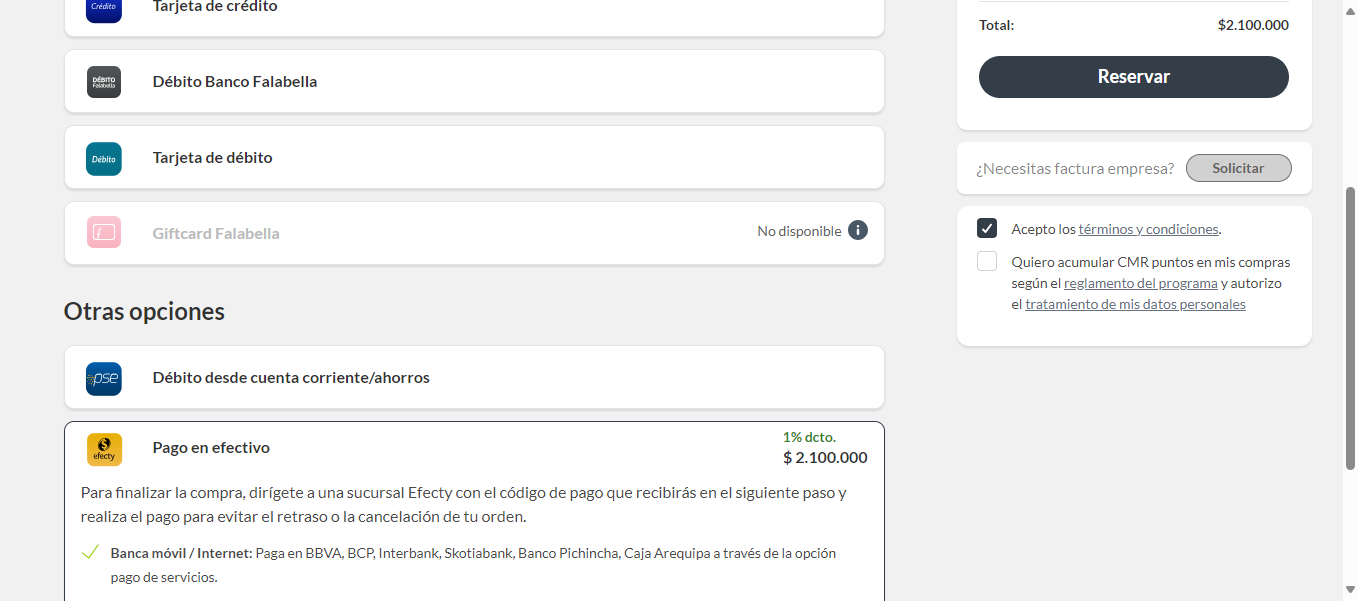 Crédito
Tarjeta de crédito
DÉBITO
Falabella
Débito Banco Falabella
Débito
Tarjeta de débito
Giftcard Falabella
No disponible
Otras opciones
pse
Débito desde cuenta corriente/ahorros
efecty
Pago en efectivo
1% dcto.
$ 2.100.000
Para finalizar la compra, dirígete a una sucursal Efecty con el código de pago que recibirás en el siguiente paso y
realiza el pago para evitar el retraso o la cancelación de tu orden.
Banca móvil / Internet: Paga en BBVA, BCP, Interbank, Skotiabank, Banco Pichincha, Caja Arequipa a través de la opción
pago de servicios.
Total: $2.100.000
Reservar
¿Necesitas factura empresa? Solicitar
Acepto los términos y condiciones.
Quiero acumular CMR puntos en mis compras
según el reglamento del programa y autorizo
el tratamiento de mis datos personales